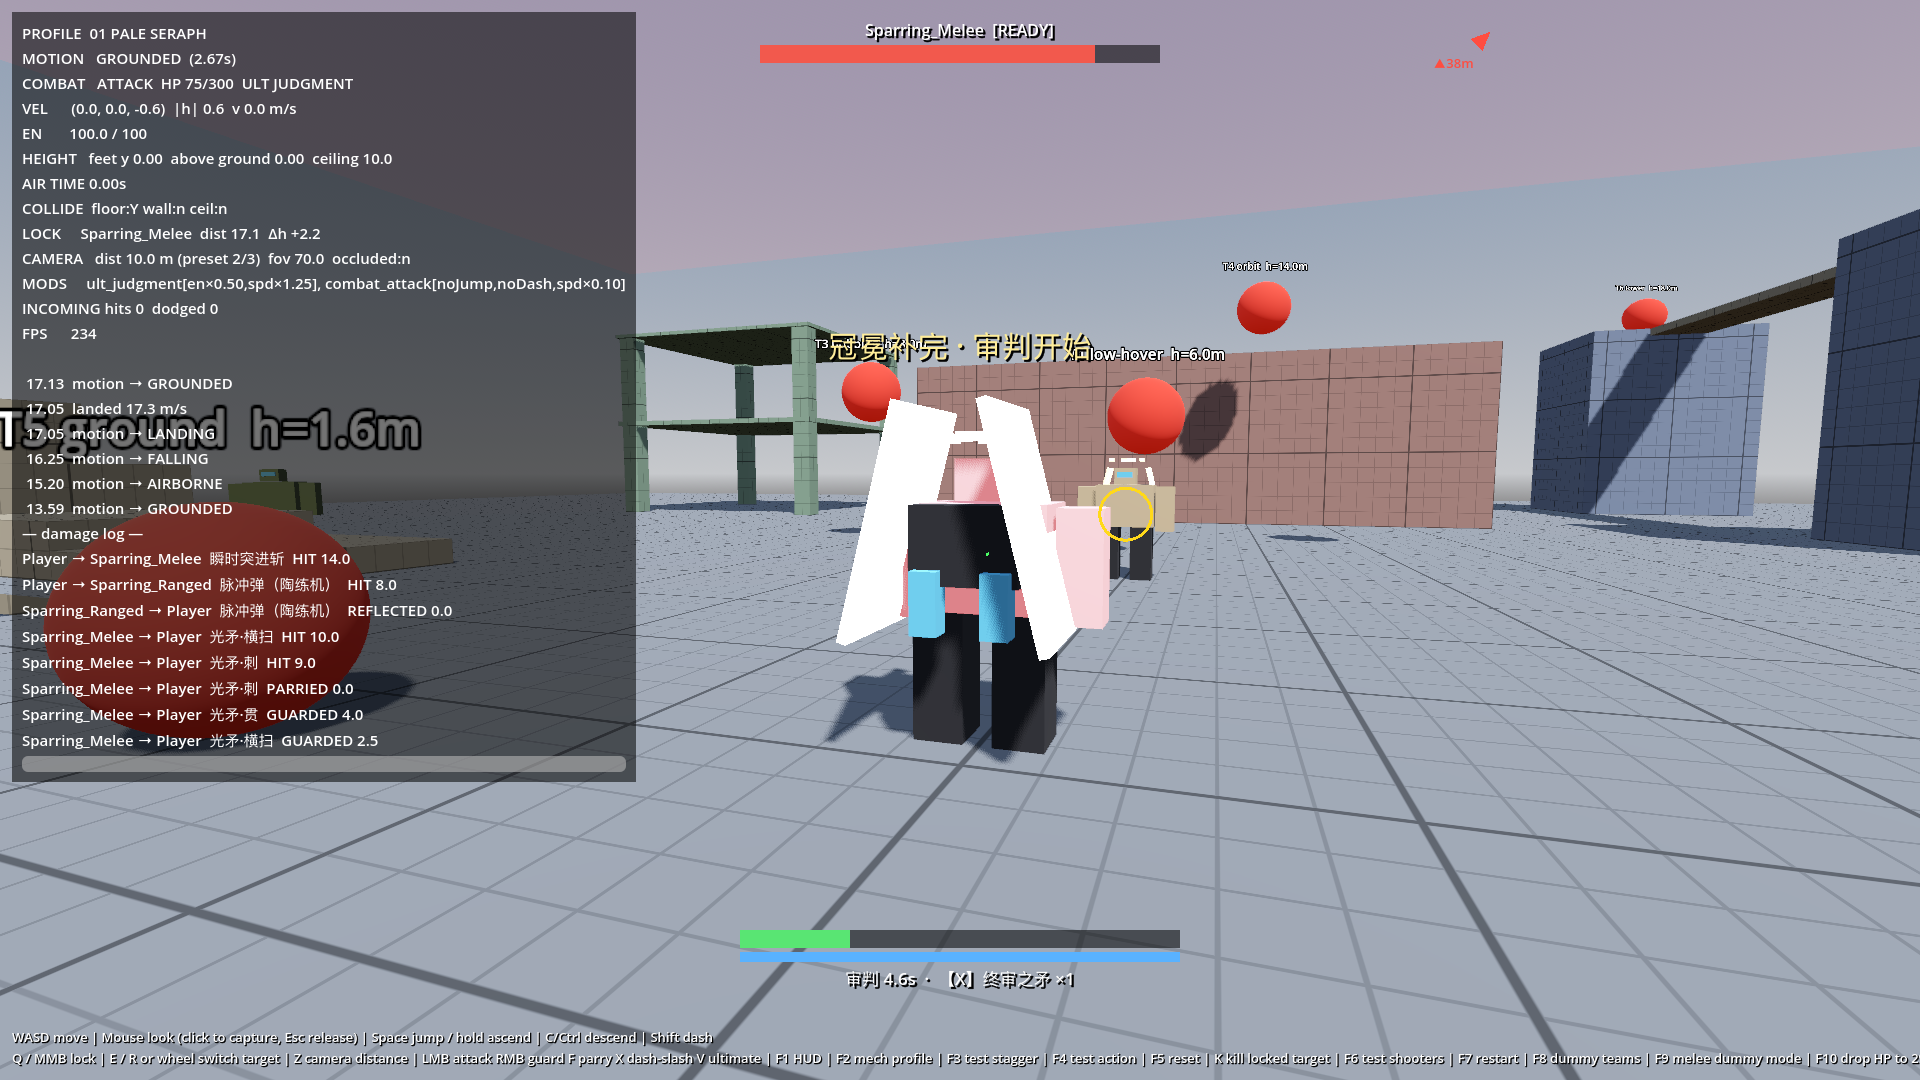 PROFILE 01 PALE SERAPH
MOTION GROUNDED (2.67s)
COMBAT ATTACK HP 75/300 ULT JUDGMENT
VEL (0.0, 0.0, -0.6) |h| 0.6 v 0.0 m/s
EN 100.0 / 100
HEIGHT feet y 0.00 above ground 0.00 ceiling 10.0
AIR TIME 0.00s
COLLIDE floor:Y wall:n ceil:n
LOCK Sparring_Melee dist 17.1 Δh +2.2
CAMERA dist 10.0 m (preset 2/3) fov 70.0 occluded:n
MODS ult_judgment[en×0.50,spd×1.25], combat_attack[noJump,noDash,spd×0.10]
INCOMING hits 0 dodged 0
FPS 234
17.13 motion → GROUNDED
17.05 landed 17.3 m/s
17.05 motion → LANDING
16.25 motion → FALLING
15.20 motion → AIRBORNE
13.59 motion → GROUNDED
— damage log —
Player → Sparring_Melee 瞬时突进斩 HIT 14.0
Player → Sparring_Ranged 脉冲弹（陶练机） HIT 8.0
Sparring_Ranged → Player 脉冲弹（陶练机） REFLECTED 0.0
Sparring_Melee → Player 光矛·横扫 HIT 10.0
Sparring_Melee → Player 光矛·刺 HIT 9.0
Sparring_Melee → Player 光矛·刺 PARRIED 0.0
Sparring_Melee → Player 光矛·贯 GUARDED 4.0
Sparring_Melee → Player 光矛·横扫 GUARDED 2.5
T5 ground h=1.6m
Sparring_Melee [READY]
▲38m
T4 orbit h=14.0m
T3
冠冕补完 · 审判开始
low-hover h=6.0m
审判 4.6s · 【X】终审之矛 ×1
WASD move | Mouse look (click to capture, Esc release) | Space jump / hold ascend | C/Ctrl descend | Shift dash
Q / MMB lock | E / R or wheel switch target | Z camera distance | LMB attack RMB guard F parry X dash-slash V ultimate | F1 HUD | F2 mech profile | F3 test stagger | F4 test action | F5 reset | K kill locked target | F6 test shooters | F7 restart | F8 dummy teams | F9 melee dummy mode | F10 drop HP to